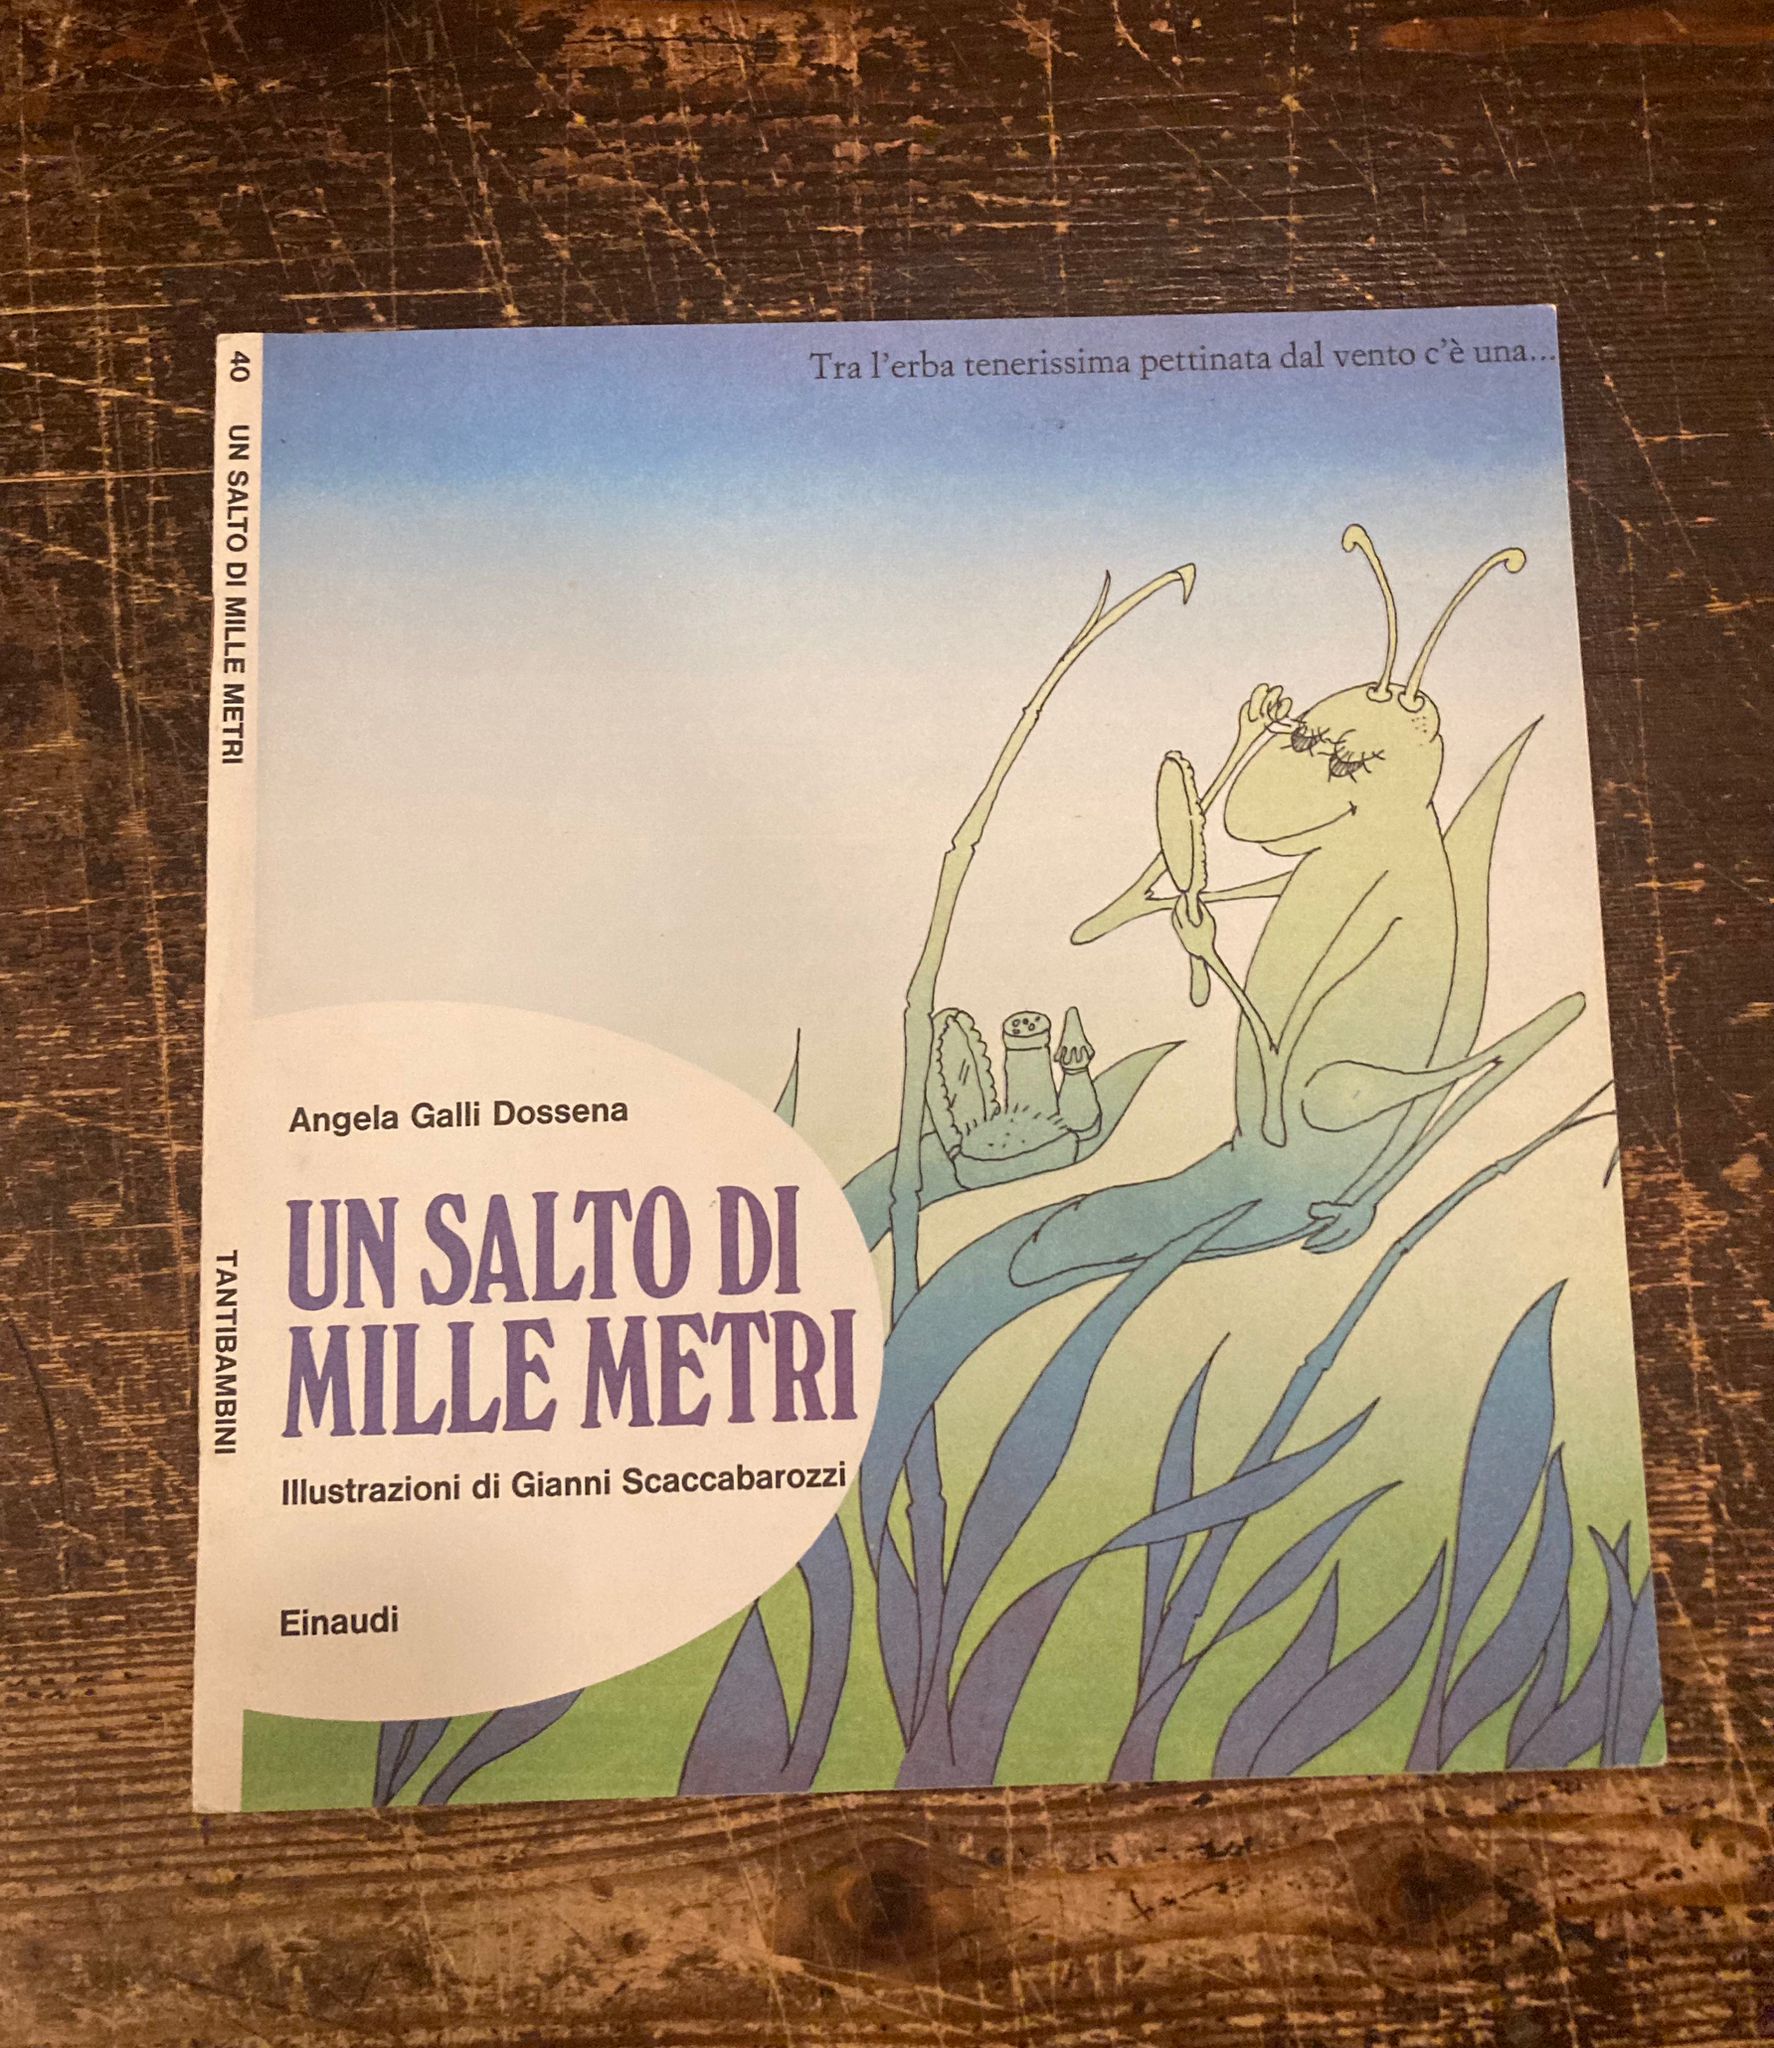 Tra l'erba tenerissima pettinata dal vento c'è una...
40 UN SALTO DI MILLE METRI TANTIBAMBINI
Angela Galli Dossena
UN SALTO DI
MILLE METRI
Illustrazioni di Gianni Scaccabarozzi
Einaudi